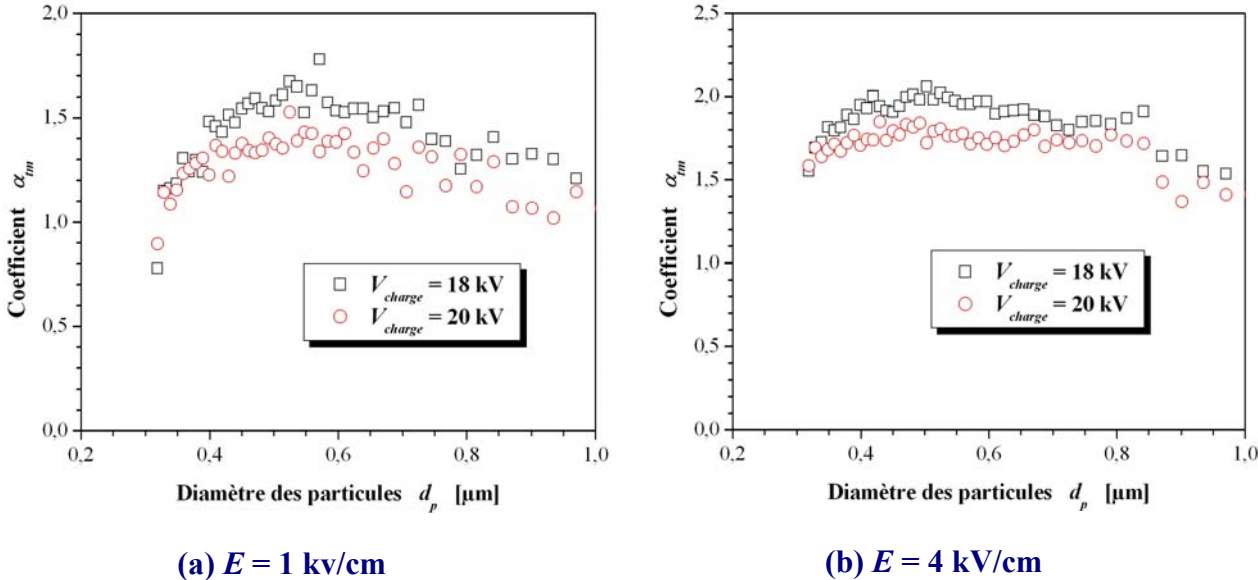 2,0
1,5
1,0
0,5
0,0
0,2
0,4
0,6
0,8
1,0
Coefficient α_tm
Diamètre des particules d_p [µm]
V_charge = 18 kV
V_charge = 20 kV
(a) E = 1 kv/cm
2,5
2,0
1,5
1,0
0,5
0,0
0,2
0,4
0,6
0,8
1,0
Coefficient α_tm
Diamètre des particules d_p [µm]
V_charge = 18 kV
V_charge = 20 kV
(b) E = 4 kV/cm